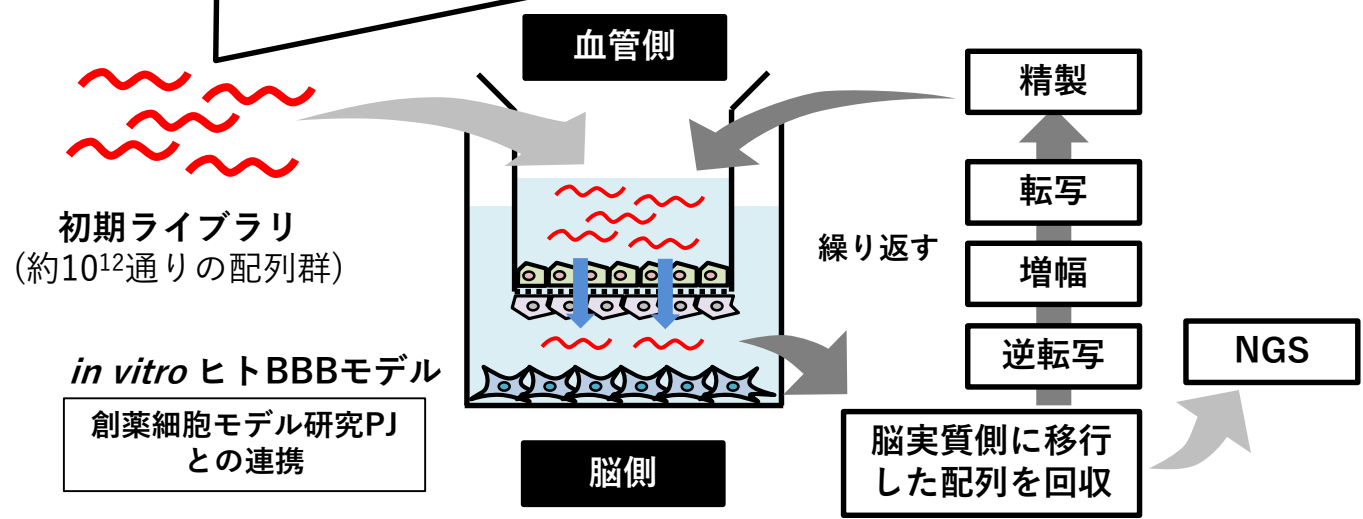 血管側
初期ライブラリ
(約10¹²通りの配列群)
in vitro ヒトBBBモデル
創薬細胞モデル研究PJ
との連携
脳側
繰り返す
精製
転写
増幅
逆転写
脳実質側に移行
した配列を回収
NGS